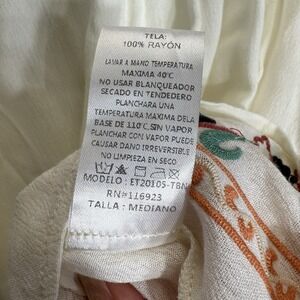 TELA:
100% RAYÓN
LAVAR A MANO TEMPERATURA
MAXIMA 40°C
NO USAR BLANQUEADOR
SECADO EN TENDEDERO
PLANCHAR A UNA
TEMPERATURA MAXIMA DE LA
BASE DE 110°C, SIN VAPOR
PLANCHAR CON VAPOR PUEDE
CAUSAR DAÑO IRREVERSIBLE
NO LIMPIEZA EN SECO
MODELO : ET20105-TBN
RN#116923
TALLA : MEDIANO